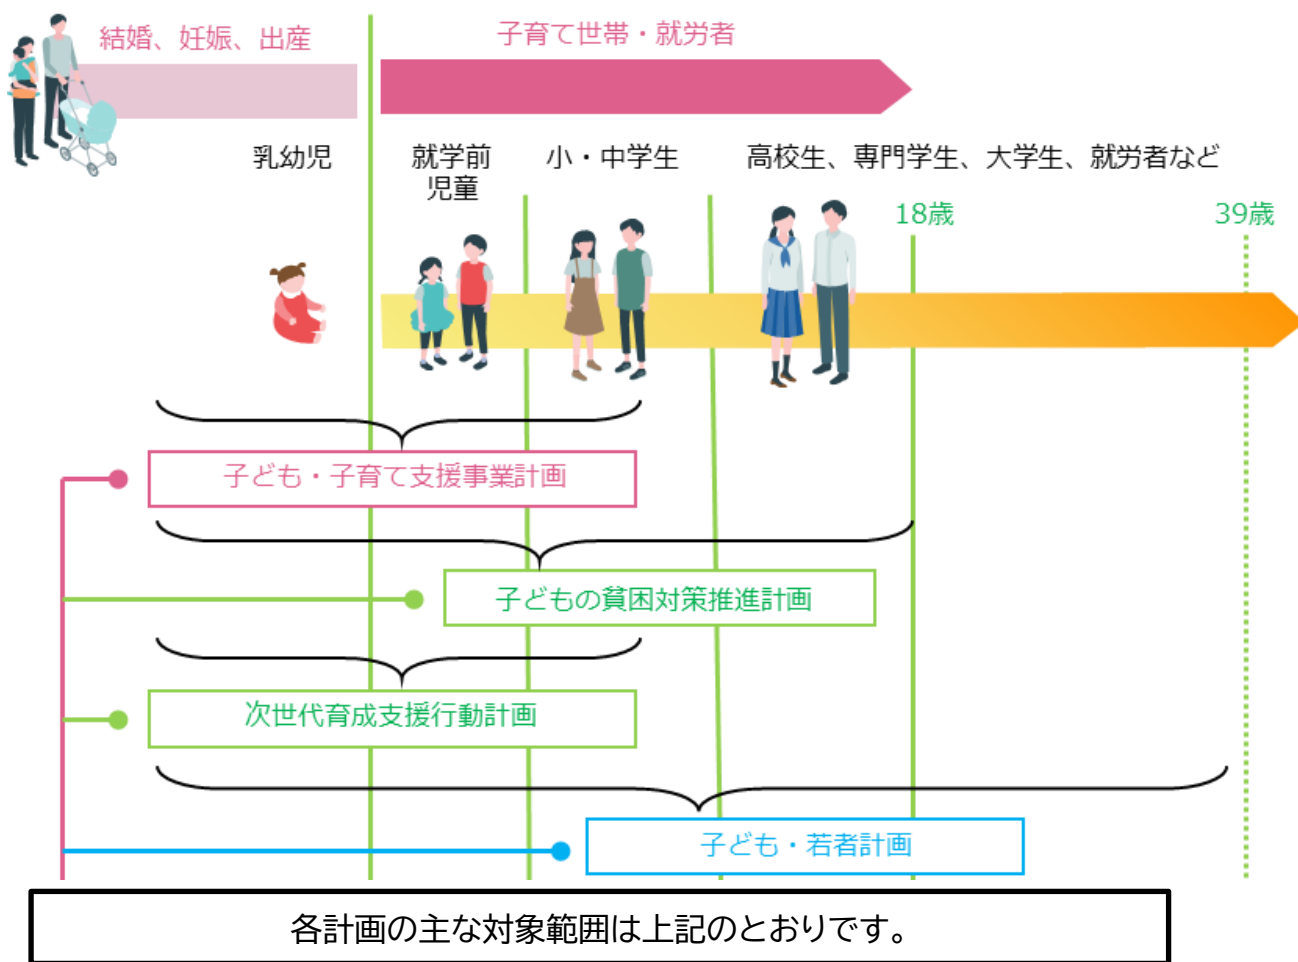 結婚、妊娠、出産
子育て世帯・就労者
乳幼児
就学前
児童
小・中学生
高校生、専門学生、大学生、就労者など
18歳
39歳
子ども・子育て支援事業計画
子どもの貧困対策推進計画
次世代育成支援行動計画
子ども・若者計画
各計画の主な対象範囲は上記のとおりです。